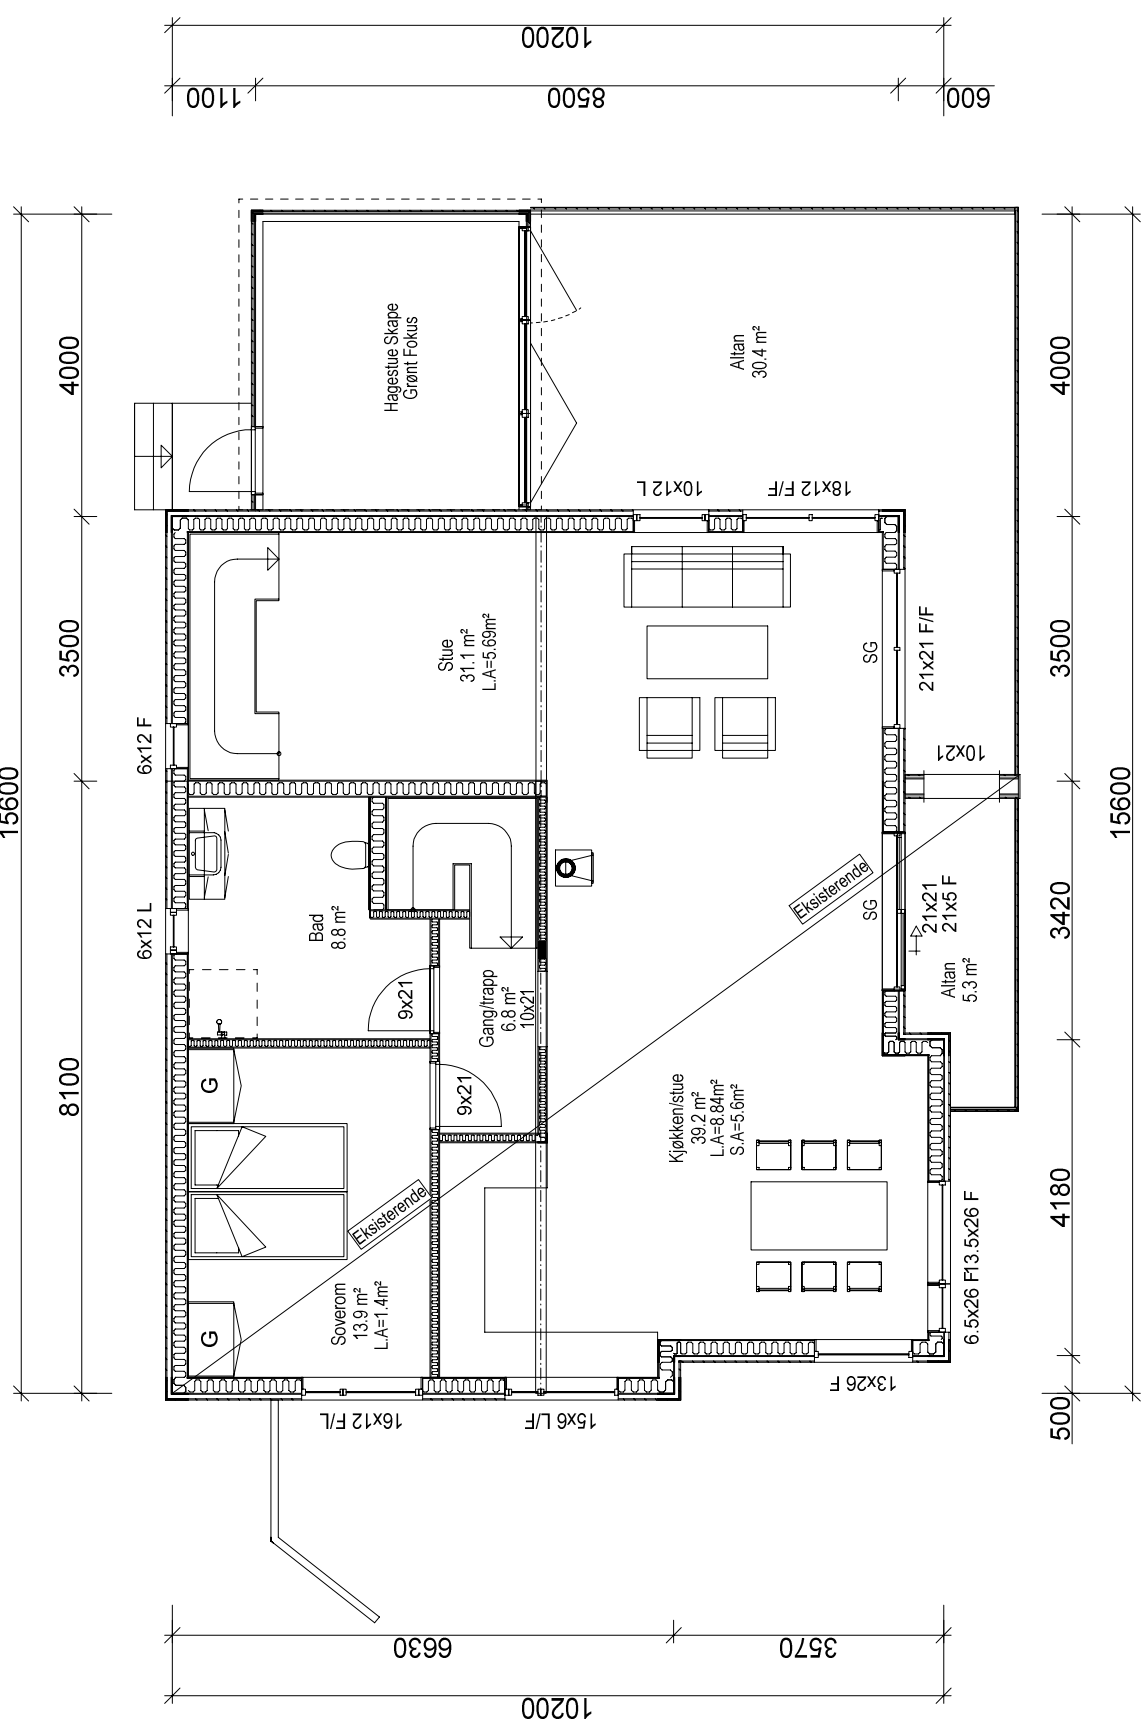 10200
1100
8500
600
15600
4000
3500
8100
Hagestue Skape
Grønt Fokus
Altan
30.4 m²
10x12 L
18x12 F/F
6x12 F
6x12 L
Stue
31.1 m²
L.A=5.69m²
SG
21x21 F/F
10x21
Bad
8.8 m²
9x21
Gang/trapp
6.8 m²
10x21
9x21
Eksisterende
SG
21x21
21x5 F
Altan
5.3 m²
G
G
Eksisterende
Soverom
13.9 m²
L.A=1.4m²
Kjøkken/stue
39.2 m²
L.A=8.84m²
S.A=5.6m²
6.5x26 F
13.5x26 F
13x26 F
16x12 F/L
15x6 L/F
4000
3500
3420
4180
500
15600
6630
3570
10200